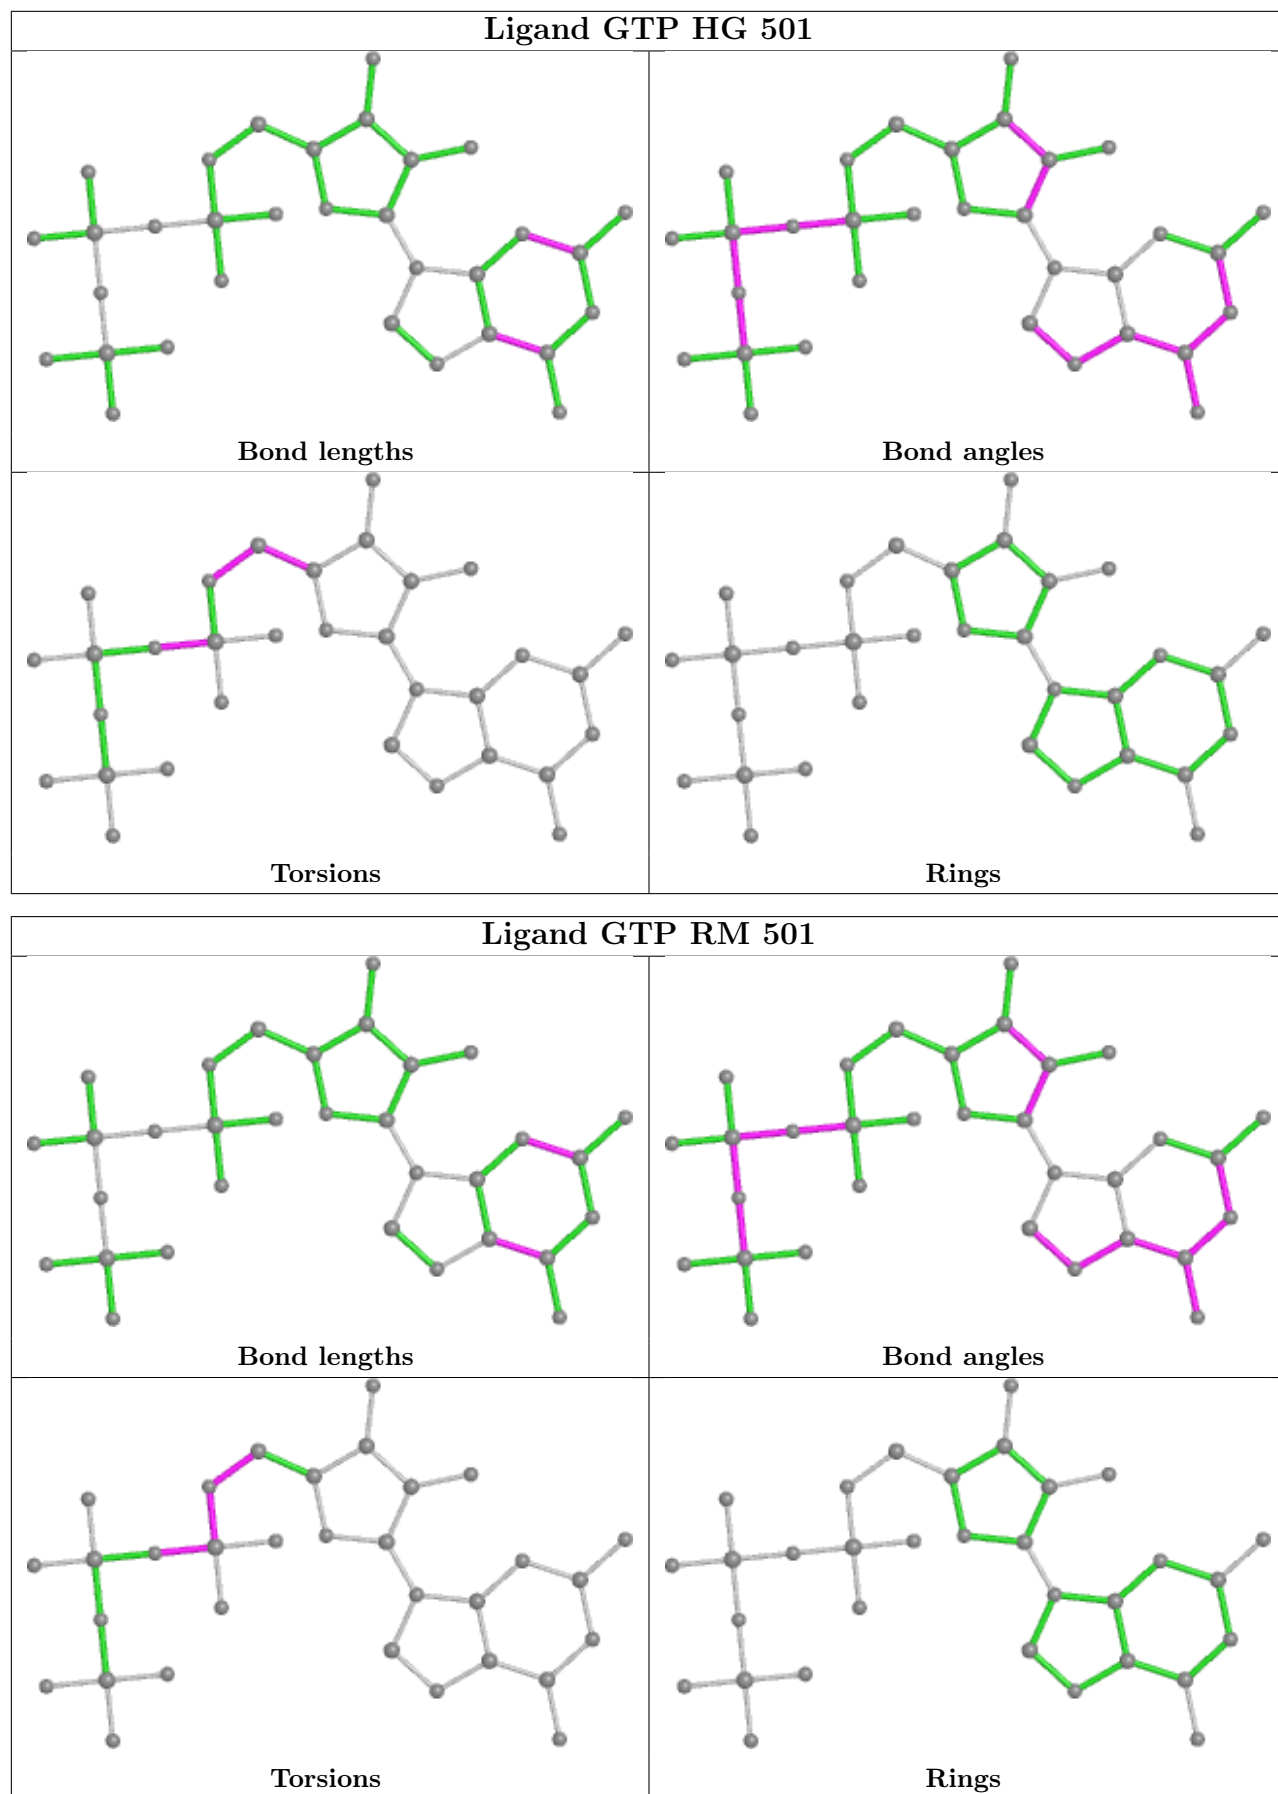 Ligand GTP HG 501
Bond lengths
Bond angles
Torsions
Rings
Ligand GTP RM 501
Bond lengths
Bond angles
Torsions
Rings